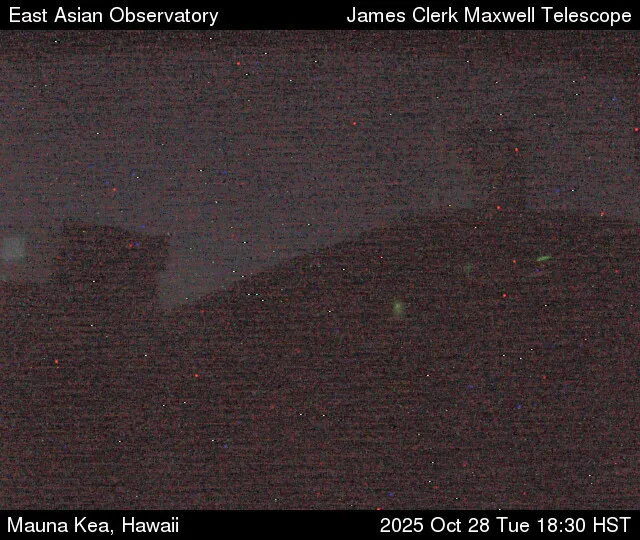 East Asian Observatory
James Clerk Maxwell Telescope
Mauna Kea, Hawaii
2025 Oct 28 Tue 18:30 HST